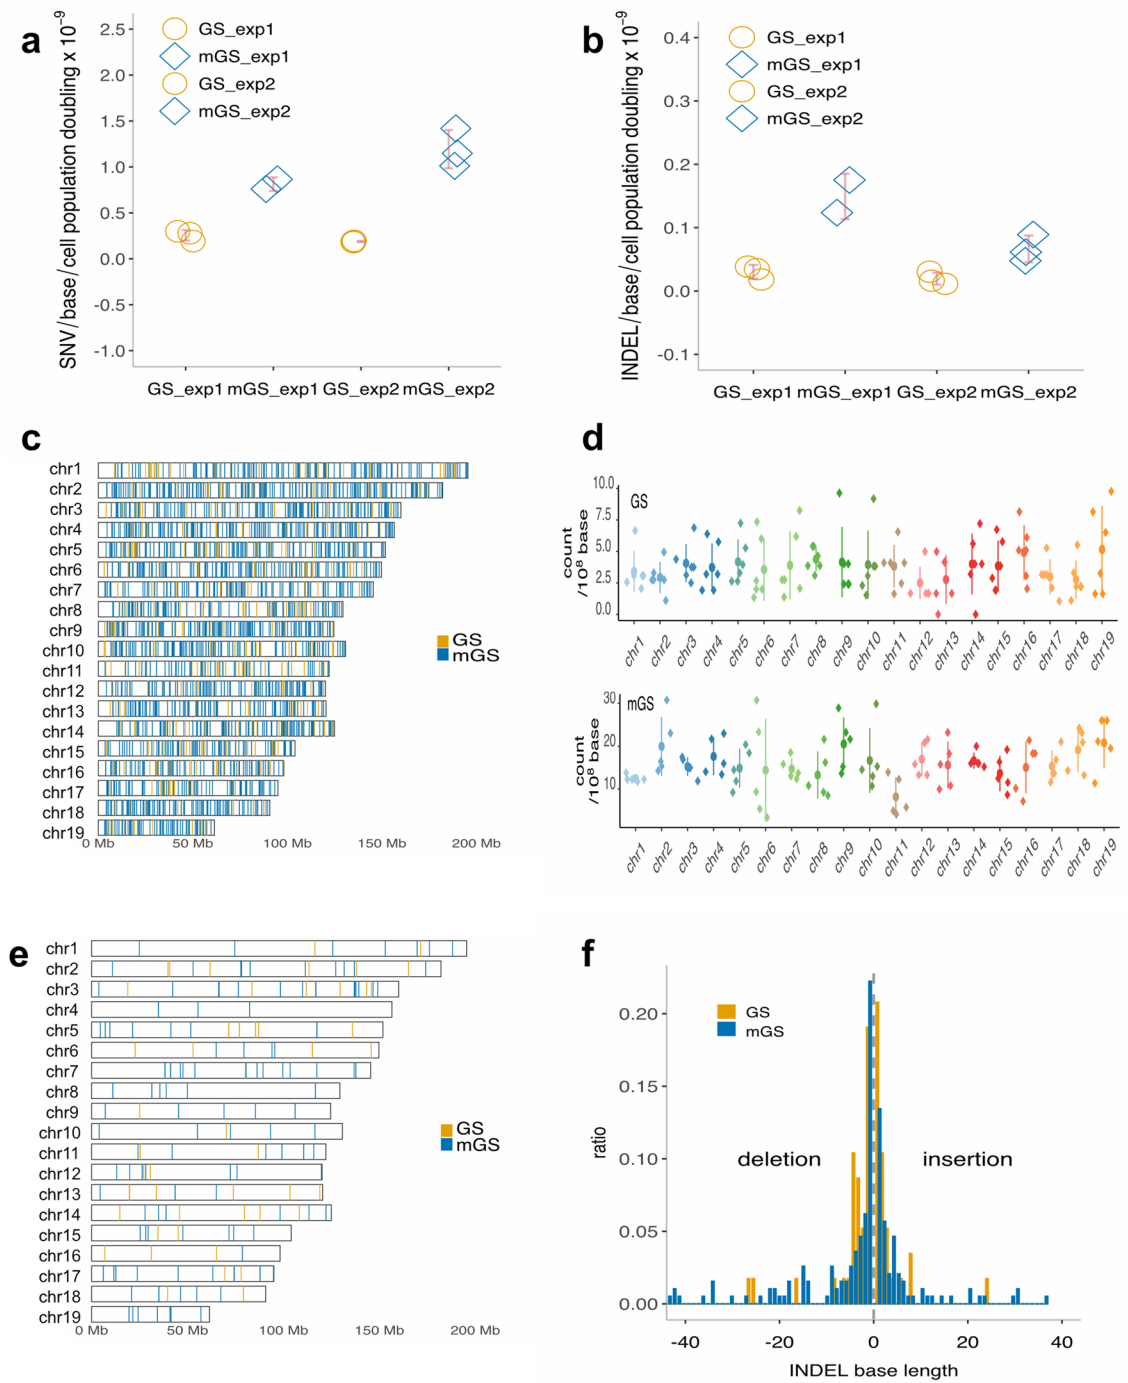 a
SNV/base/cell population doubling x 10⁻⁹
2.5
2.0
1.5
1.0
0.5
0.0
-0.5
-1.0
GS_exp1
mGS_exp1
GS_exp2
mGS_exp2
GS_exp1 mGS_exp1 GS_exp2 mGS_exp2
b
INDEL/base/cell population doubling x 10⁻⁹
0.4
0.3
0.2
0.1
0.0
-0.1
GS_exp1
mGS_exp1
GS_exp2
mGS_exp2
GS_exp1 mGS_exp1 GS_exp2 mGS_exp2
c
chr1
chr2
chr3
chr4
chr5
chr6
chr7
chr8
chr9
chr10
chr11
chr12
chr13
chr14
chr15
chr16
chr17
chr18
chr19
0 Mb 50 Mb 100 Mb 150 Mb 200 Mb
GS
mGS
d
count
/10⁸ base
10.0
7.5
5.0
2.5
0.0
GS
chr1 chr2 chr3 chr4 chr5 chr6 chr7 chr8 chr9 chr10 chr11 chr12 chr13 chr14 chr15 chr16 chr17 chr18 chr19
count
/10⁸ base
30
20
10
mGS
chr1 chr2 chr3 chr4 chr5 chr6 chr7 chr8 chr9 chr10 chr11 chr12 chr13 chr14 chr15 chr16 chr17 chr18 chr19
e
chr1
chr2
chr3
chr4
chr5
chr6
chr7
chr8
chr9
chr10
chr11
chr12
chr13
chr14
chr15
chr16
chr17
chr18
chr19
0 Mb 50 Mb 100 Mb 150 Mb 200 Mb
GS
mGS
f
ratio
0.20
0.15
0.10
0.05
0.00
GS
mGS
deletion insertion
-40 -20 0 20 40
INDEL base length